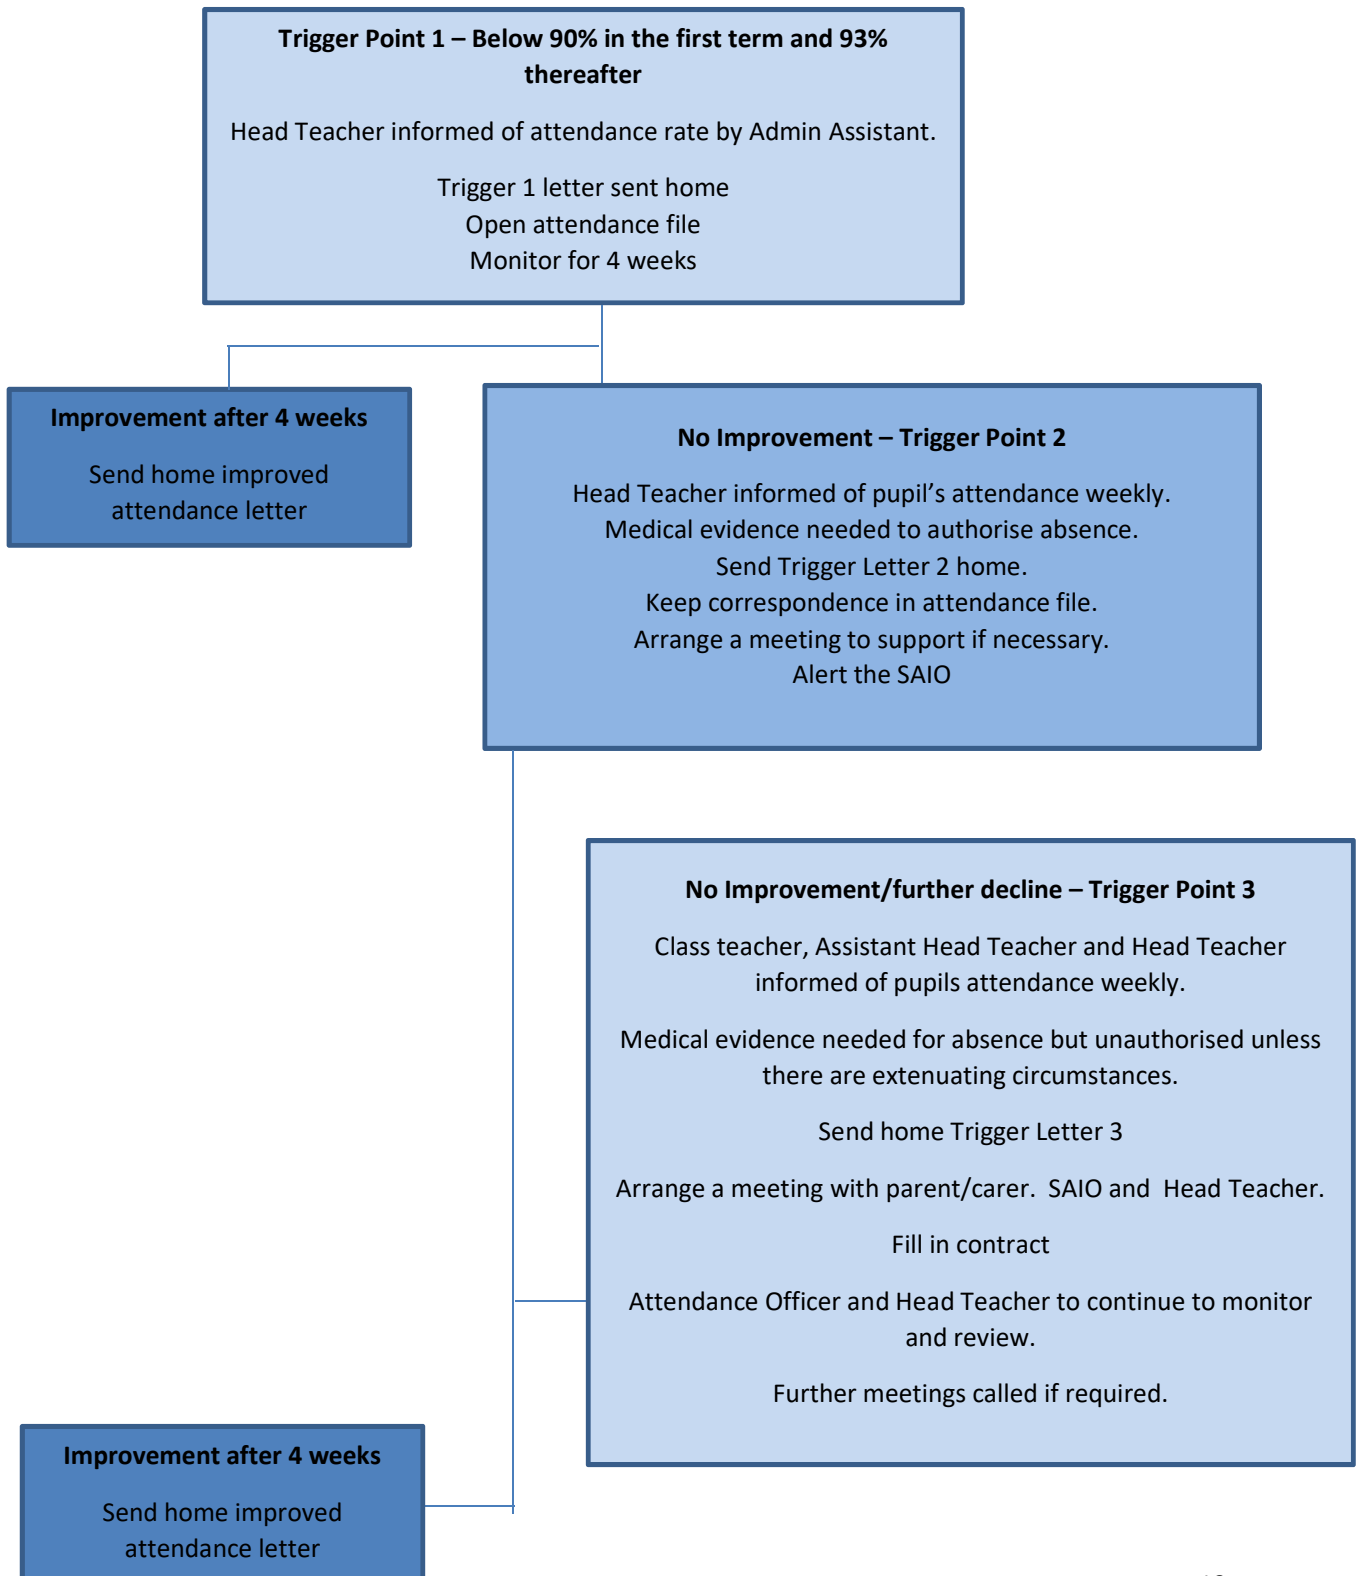 Trigger Point 1 – Below 90% in the first term and 93%
thereafter
Head Teacher informed of attendance rate by Admin Assistant.
Trigger 1 letter sent home
Open attendance file
Monitor for 4 weeks
Improvement after 4 weeks
Send home improved
attendance letter
No Improvement – Trigger Point 2
Head Teacher informed of pupil’s attendance weekly.
Medical evidence needed to authorise absence.
Send Trigger Letter 2 home.
Keep correspondence in attendance file.
Arrange a meeting to support if necessary.
Alert the SAIO
No Improvement/further decline – Trigger Point 3
Class teacher, Assistant Head Teacher and Head Teacher
informed of pupils attendance weekly.
Medical evidence needed for absence but unauthorised unless
there are extenuating circumstances.
Send home Trigger Letter 3
Arrange a meeting with parent/carer.  SAIO and  Head Teacher.
Fill in contract
Attendance Officer and Head Teacher to continue to monitor
and review.
Further meetings called if required.
Improvement after 4 weeks
Send home improved
attendance letter